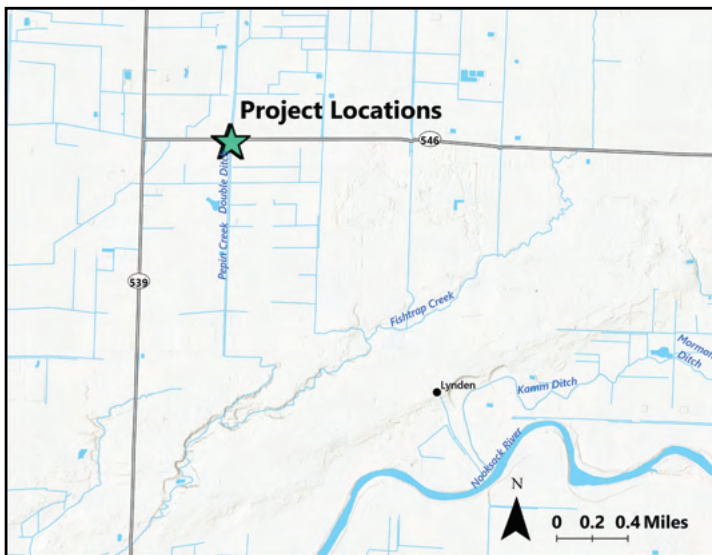 Project Locations
546
Pepin Creek Double Ditch
539
Fishtrap Creek
Mormon
Ditch
Lynden
Kamm Ditch
Nooksack River
N
0 0.2 0.4 Miles